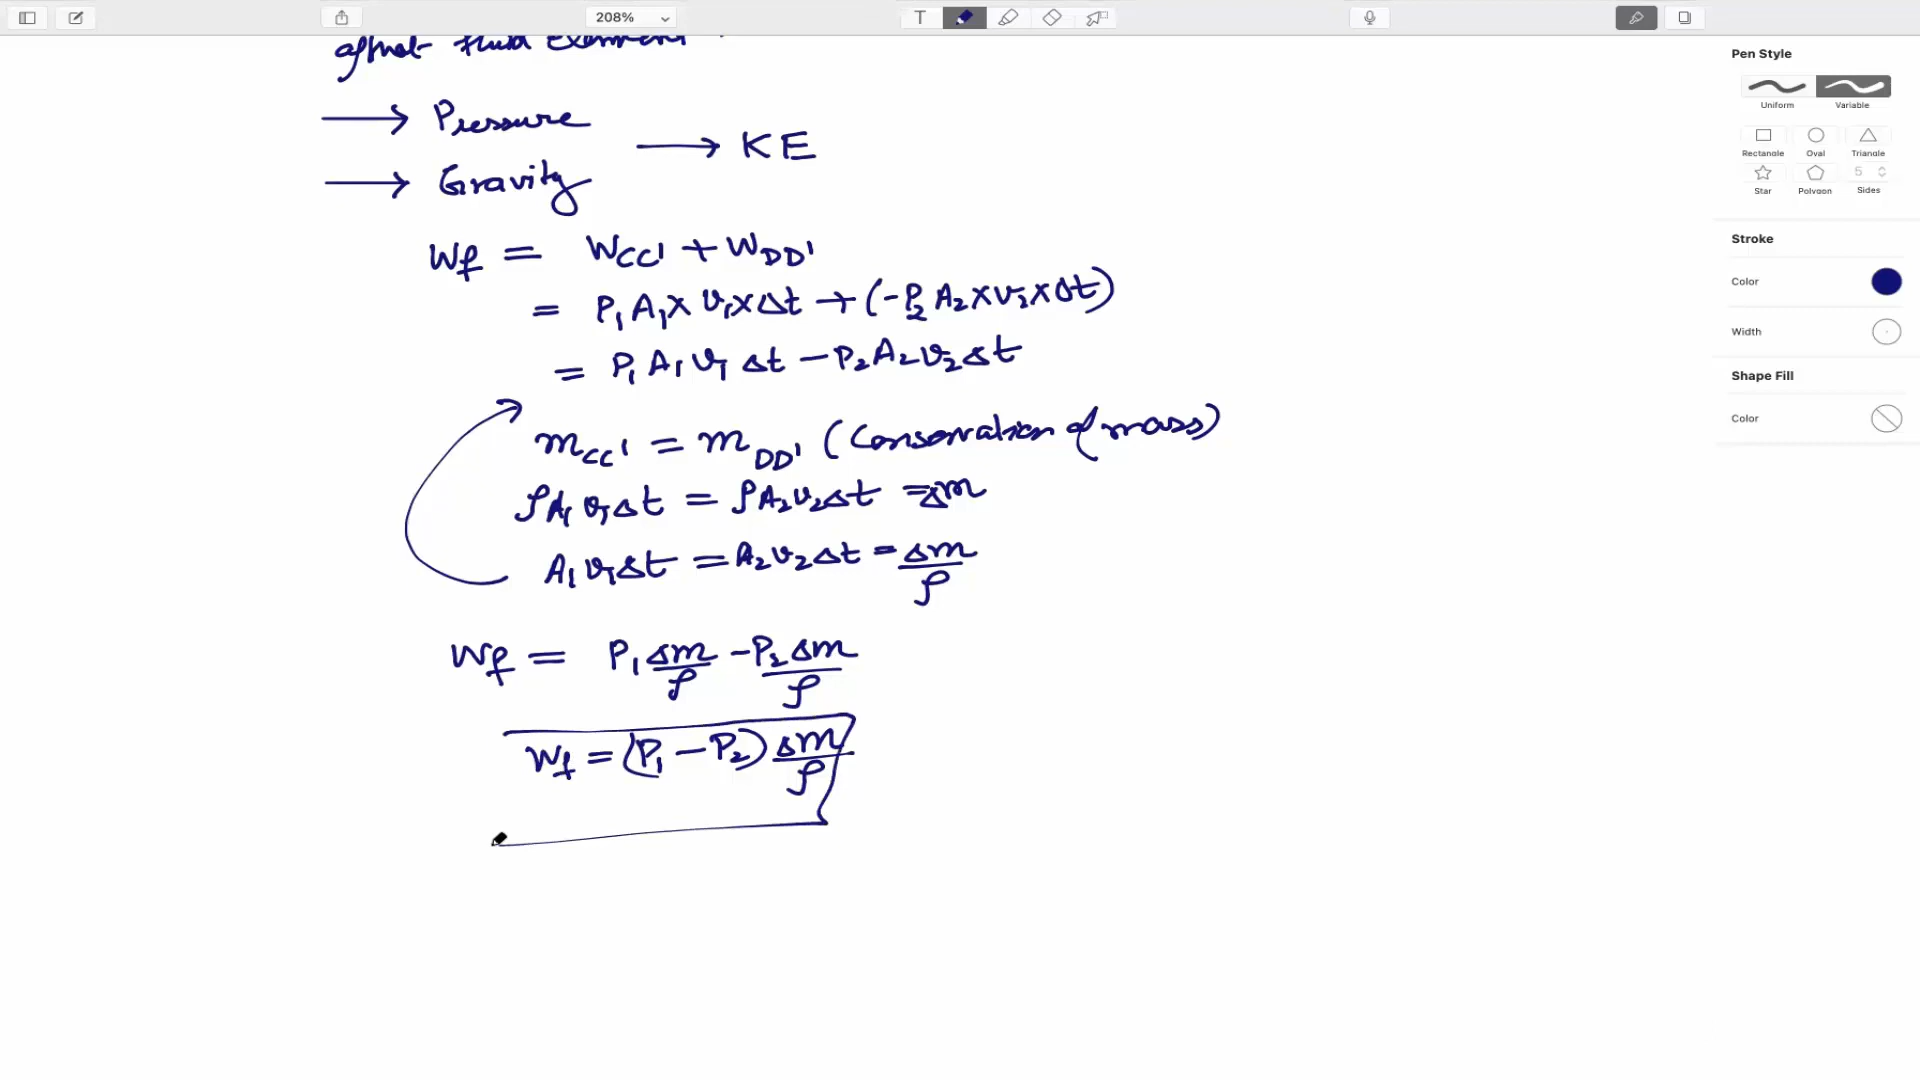 208%
T
fluid Element
→ Pressure
→ KE
→ Gravity
Wf = WCC' + WDD'
= P₁A₁×v₁×Δt + (-P₂A₂×v₂×Δt)
= P₁A₁v₁Δt - P₂A₂v₂Δt
mCC' = mDD' (Conservation of mass)
ρA₁v₁Δt = ρA₂v₂Δt = Δm
A₁v₁Δt = A₂v₂Δt = Δm/ρ
Wf = P₁Δm/ρ - P₂Δm/ρ
Wf = (P₁ - P₂) Δm/ρ
Pen Style
Uniform Variable
Rectangle Oval Triangle
5
Star Polygon Sides
Stroke
Color
Width
Shape Fill
Color